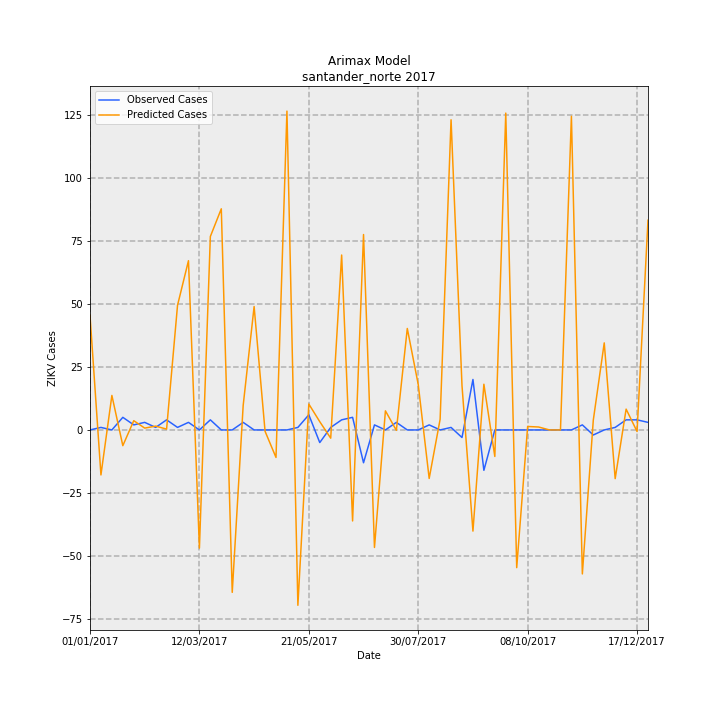 Arimax Model
santander_norte 2017
Observed Cases
Predicted Cases
ZIKV Cases
125
100
75
50
25
0
−25
−50
−75
01/01/2017
12/03/2017
21/05/2017
30/07/2017
08/10/2017
17/12/2017
Date